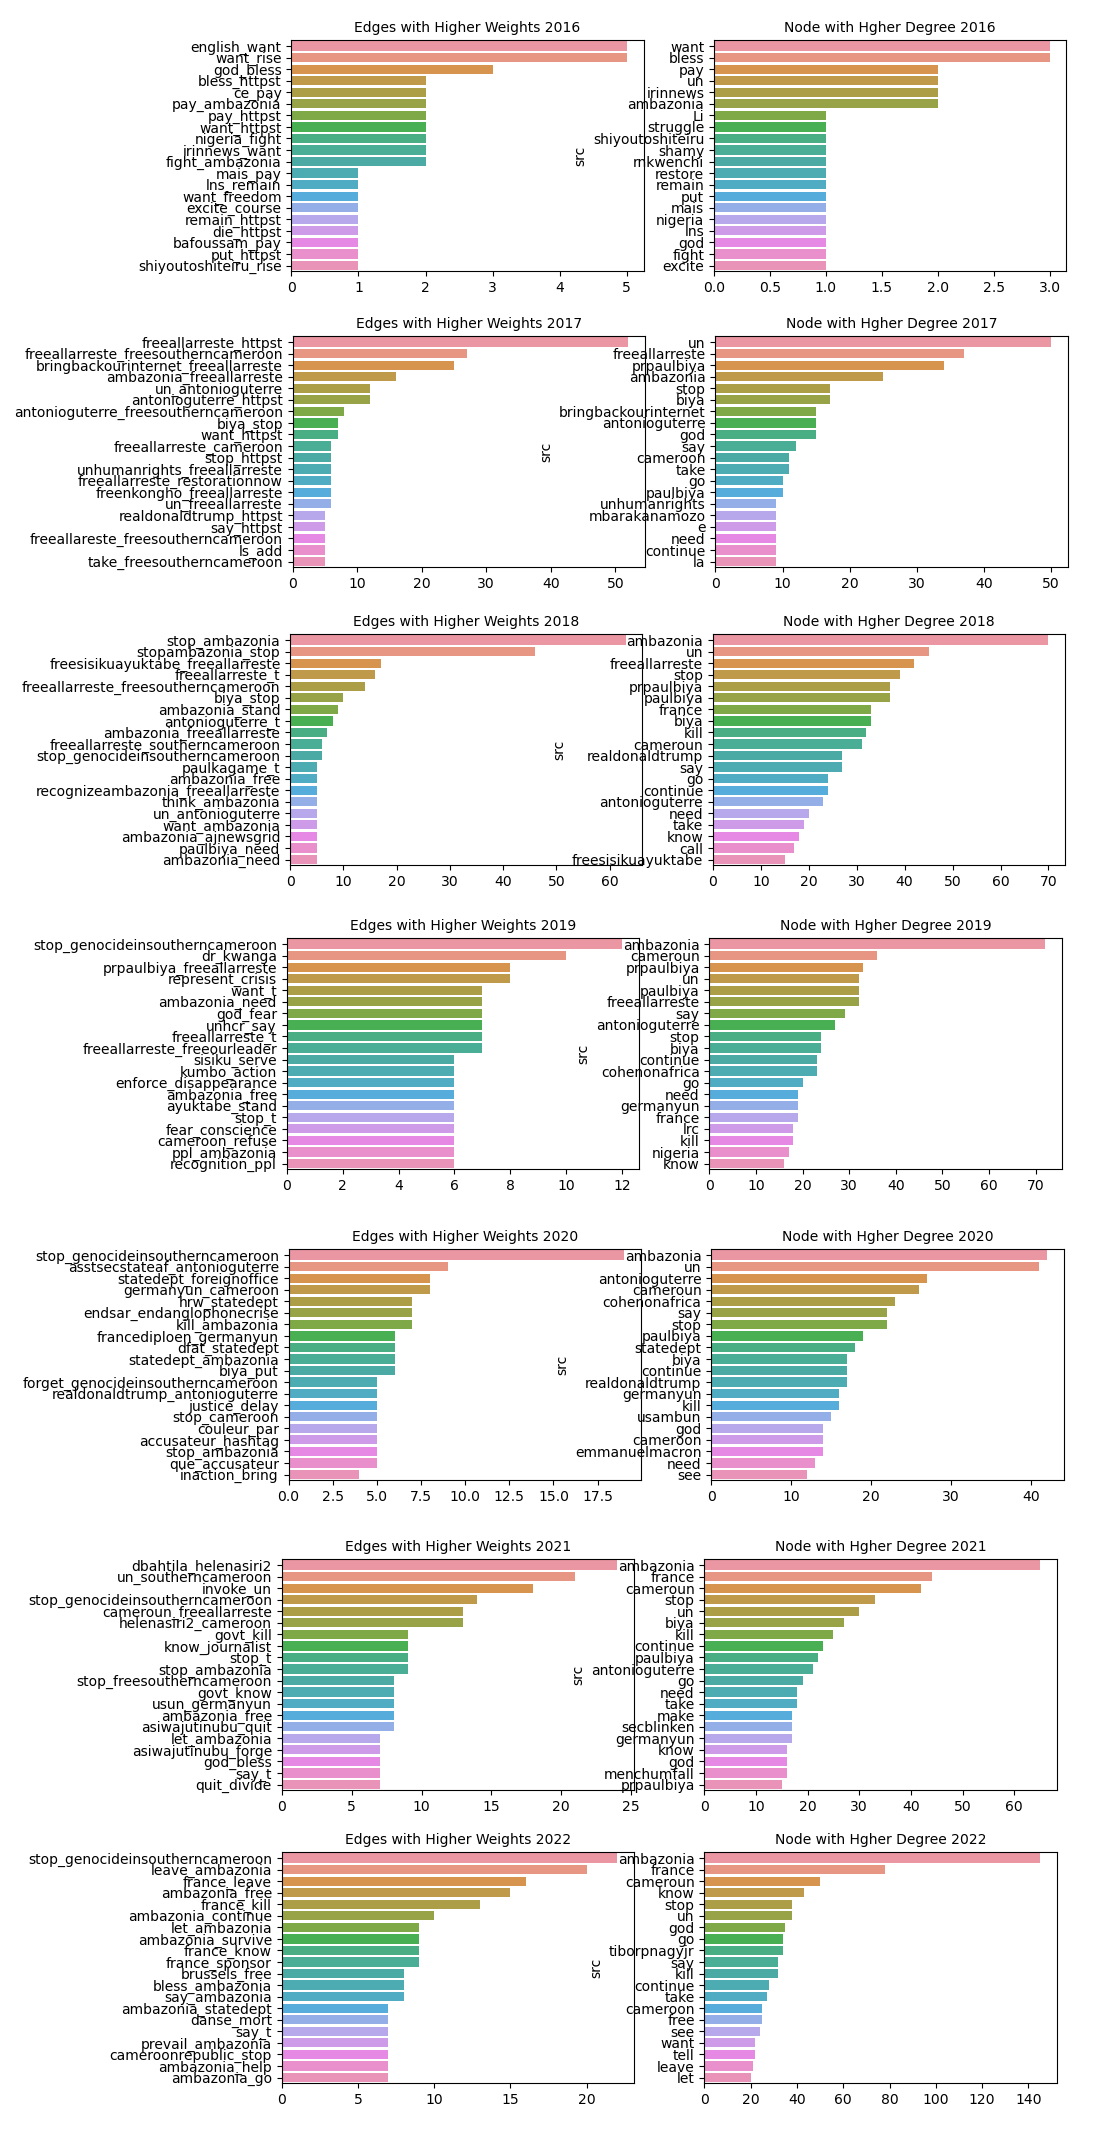 Edges with Higher Weights 2016
english_want
want_rise
god_bless
bless_httpst
ce_pay
pay_ambazonia
pay_httpst
want_httpst
nigeria_fight
irinnews_want
fight_ambazonia
mais_pay
lns_remain
want_freedom
excite_course
remain_httpst
die_httpst
bafoussam_pay
put_httpst
shiyoutoshiteiru_rise
0 1 2 3 4 5
Node with Hgher Degree 2016
src
want
bless
pay
un
irinnews
ambazonia
Li
struggle
shiyoutoshiteiru
shamy
rnkwenchi
restore
remain
put
mais
nigeria
lns
god
fight
excite
0.0 0.5 1.0 1.5 2.0 2.5 3.0
Edges with Higher Weights 2017
freeallarreste_httpst
freeallarreste_freesoutherncameroon
bringbackourinternet_freeallarreste
ambazonia_freeallarreste
un_antonioguterre
antonioguterre_httpst
antonioguterre_freesoutherncameroon
biya_stop
want_httpst
freeallarreste_cameroon
stop_httpst
unhumanrights_freeallarreste
freeallarreste_restorationnow
freenkongho_freeallarreste
un_freeallarreste
realdonaldtrump_httpst
say_httpst
freeallareste_freesoutherncameroon
ls_add
take_freesoutherncameroon
0 10 20 30 40 50
Node with Hgher Degree 2017
src
un
freeallarreste
prpaulbiya
ambazonia
stop
biya
bringbackourinternet
antonioguterre
god
say
cameroon
take
go
paulbiya
unhumanrights
mbarakanamozo
e
need
continue
la
0 10 20 30 40 50
Edges with Higher Weights 2018
stop_ambazonia
stopambazonia_stop
freesisikuayuktabe_freeallarreste
freeallarreste_t
freeallarreste_freesoutherncameroon
biya_stop
ambazonia_stand
antonioguterre_t
ambazonia_freeallarreste
freeallarreste_southerncameroon
stop_genocideinsoutherncameroon
paulkagame_t
ambazonia_free
recognizeambazonia_freeallarreste
think_ambazonia
un_antonioguterre
want_ambazonia
ambazonia_ajnewsgrid
paulbiya_need
ambazonia_need
0 10 20 30 40 50 60
Node with Hgher Degree 2018
src
ambazonia
un
freeallarreste
stop
prpaulbiya
paulbiya
france
biya
kill
cameroun
realdonaldtrump
say
go
continue
antonioguterre
need
take
know
call
freesisikuayuktabe
0 10 20 30 40 50 60 70
Edges with Higher Weights 2019
stop_genocideinsoutherncameroon
dr_kwanga
prpaulbiya_freeallarreste
represent_crisis
want_t
ambazonia_need
god_fear
unhcr_say
freeallarreste_t
freeallarreste_freeourleader
sisiku_serve
kumbo_action
enforce_disappearance
ambazonia_free
ayuktabe_stand
stop_t
fear_conscience
cameroon_refuse
ppl_ambazonia
recognition_ppl
0 2 4 6 8 10 12
Node with Hgher Degree 2019
src
ambazonia
cameroun
prpaulbiya
un
paulbiya
freeallarreste
say
antonioguterre
stop
biya
continue
cohenonafrica
go
need
germanyun
france
lrc
kill
nigeria
know
0 10 20 30 40 50 60 70
Edges with Higher Weights 2020
stop_genocideinsoutherncameroon
asstsecstateaf_antonioguterre
statedept_foreignoffice
germanyun_cameroon
hrw_statedept
endsar_endanglophonecrise
kill_ambazonia
francediploen_germanyun
dfat_statedept
statedept_ambazonia
biya_put
forget_genocideinsoutherncameroon
realdonaldtrump_antonioguterre
justice_delay
stop_cameroon
couleur_par
accusateur_hashtag
stop_ambazonia
que_accusateur
inaction_bring
0.0 2.5 5.0 7.5 10.0 12.5 15.0 17.5
Node with Hgher Degree 2020
src
ambazonia
un
antonioguterre
cameroun
cohenonafrica
say
stop
paulbiya
statedept
biya
continue
realdonaldtrump
germanyun
kill
usambun
god
cameroon
emmanuelmacron
need
see
0 10 20 30 40
Edges with Higher Weights 2021
dbahtila_helenasiri2
un_southerncameroon
invoke_un
stop_genocideinsoutherncameroon
cameroun_freeallarreste
helenasiri2_cameroon
govt_kill
know_journalist
stop_t
stop_ambazonia
stop_freesoutherncameroon
govt_know
usun_germanyun
ambazonia_free
asiwajutinubu_quit
let_ambazonia
asiwajutinubu_forge
god_bless
say_t
quit_divide
0 5 10 15 20 25
Node with Hgher Degree 2021
src
ambazonia
france
cameroun
stop
un
biya
kill
continue
paulbiya
antonioguterre
go
need
take
make
secblinken
germanyun
know
god
menchumfall
prpaulbiya
0 10 20 30 40 50 60
Edges with Higher Weights 2022
stop_genocideinsoutherncameroon
leave_ambazonia
france_leave
ambazonia_free
france_kill
ambazonia_continue
let_ambazonia
ambazonia_survive
france_know
france_sponsor
brussels_free
bless_ambazonia
say_ambazonia
ambazonia_statedept
danse_mort
say_t
prevail_ambazonia
cameroonrepublic_stop
ambazonia_help
ambazonia_go
0 5 10 15 20
Node with Hgher Degree 2022
src
ambazonia
france
cameroun
know
stop
un
god
go
tiborpnagyjr
say
kill
continue
take
cameroon
free
see
want
tell
leave
let
0 20 40 60 80 100 120 140